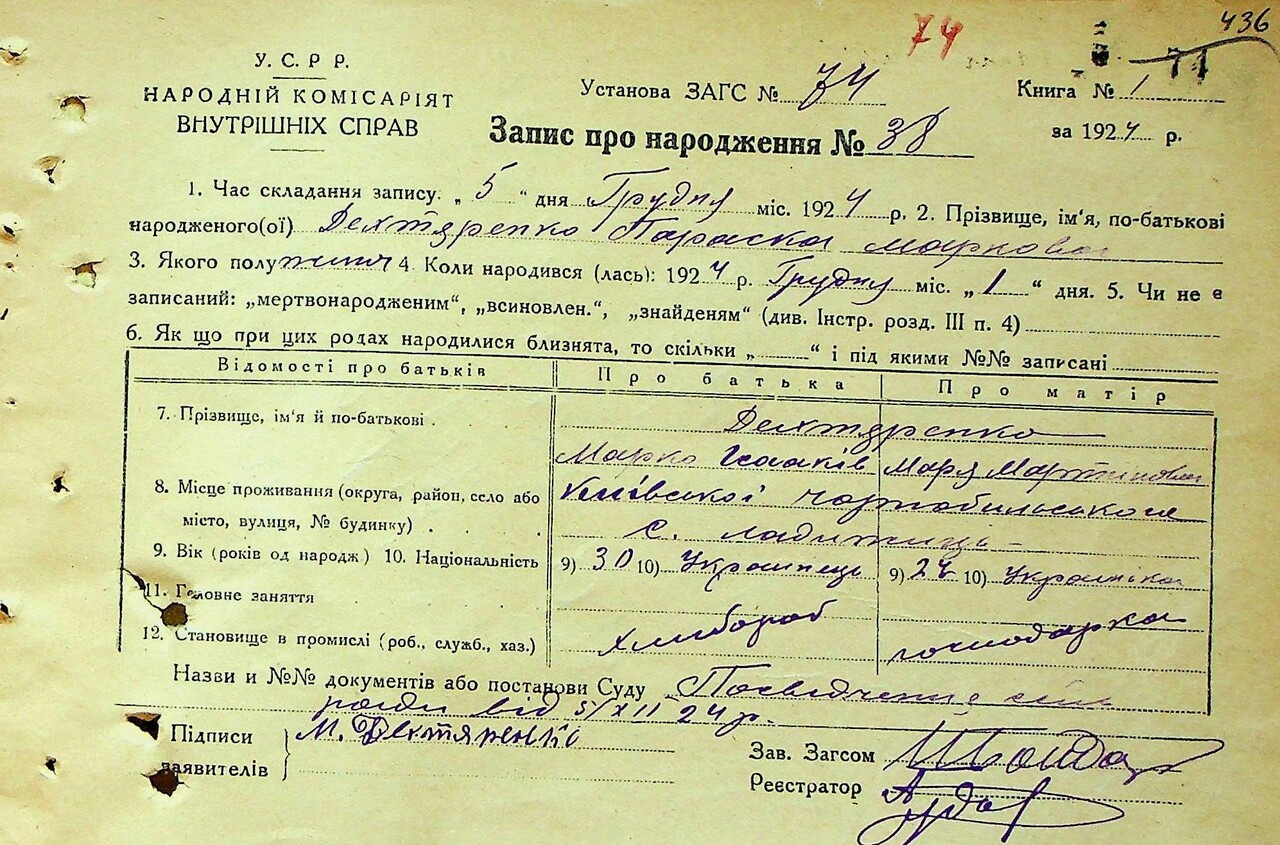 74
436
У. С. Р. Р.
НАРОДНІЙ КОМІСАРІЯТ
ВНУТРІШНІХ СПРАВ
Установа ЗАГС № 74
Книга № 1
за 1924 р.
Запис про народження № 38
1. Час складання запису. „ 5 “ дня Грудня міс. 1924 р. 2. Прізвище, ім‘я, по-батькові
народженого(ої) Дехтяренко Параска Маркова
3. Якого полу жіноч 4. Коли народився (лась): 1924 р. Грудня міс. „ 1 “ дня. 5. Чи не є
записаний: „мертвонародженим“, „всиновлен.“, „знайденям“ (див. Інстр. розд. III п. 4)
6. Як що при цих родах народилися близнята, то скільки „ “ і під якими №№ записані
Відомості про батьків Про батька Про матір
7. Прізвище, ім‘я й по-батькові . Дехтяренко
Марко Ісааків Маря Мартинова
8. Місце проживання (округа, район, село або Київської Чорнобильського
місто, вулиця, № будинку) . С. Ладижичі
9. Вік (років од народж) 10. Національність 9) 30 10) Українець 9) 10) Українка
11. Головне заняття
12. Становище в промислі (роб., служб., хаз.) Хлібороб господарка
Назви и №№ документів або постанови Суду Посвідчення сіль
ради від 5/XII 24 р.
Підписи М. Дехтяренко
заявителів
Зав. Загсом
Реєстратор